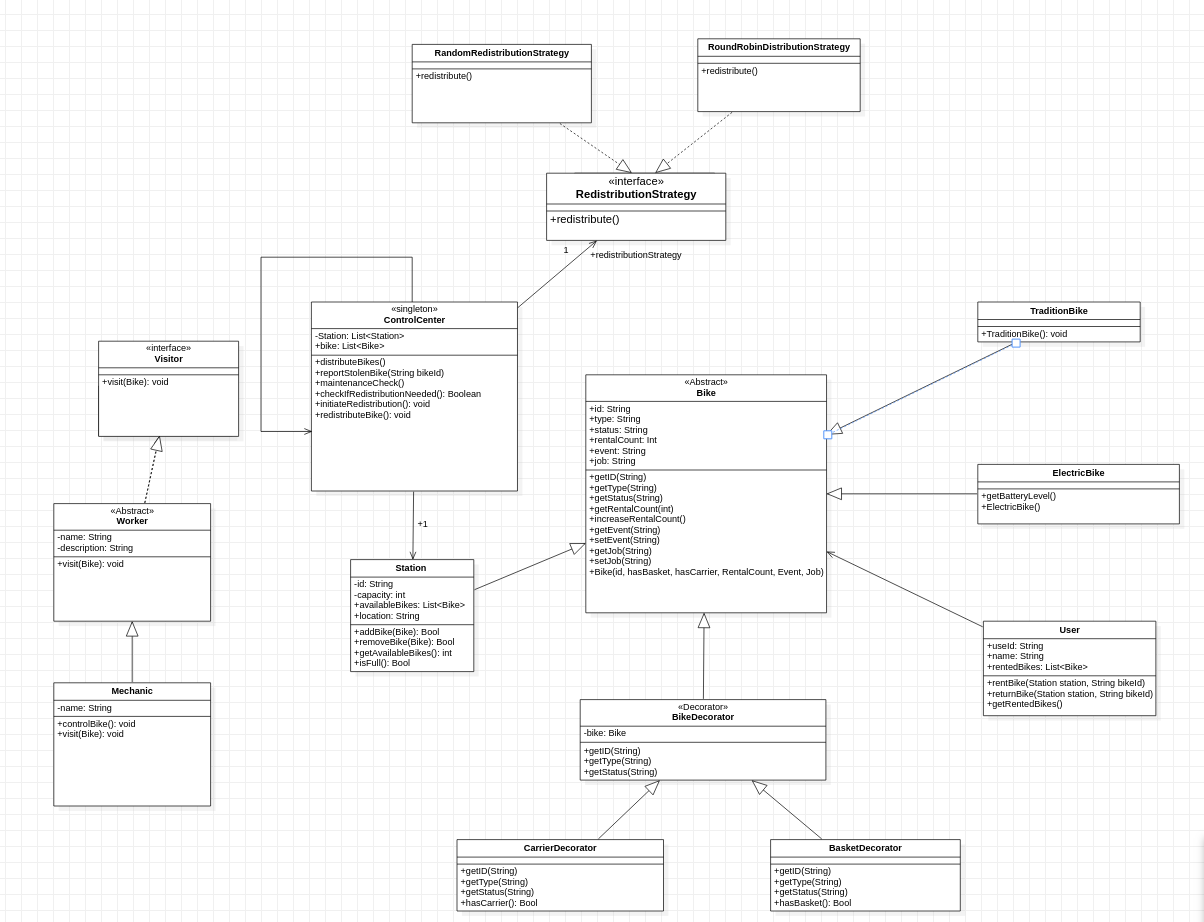 RandomRedistributionStrategy
+redistribute()
RoundRobinDistributionStrategy
+redistribute()
«interface»
RedistributionStrategy
+redistribute()
1
+redistributionStrategy
«singleton»
ControlCenter
-Station: List<Station>
+bike: List<Bike>
+distributeBikes()
+reportStolenBike(String bikeId)
+maintenanceCheck()
+checkIfRedistributionNeeded(): Boolean
+initiateRedistribution(): void
+redistributeBike(): void
«interface»
Visitor
+visit(Bike): void
TraditionBike
+TraditionBike(): void
«Abstract»
Bike
+id: String
+type: String
+status: String
+rentalCount: Int
+event: String
+job: String
+getID(String)
+getType(String)
+getStatus(String)
+getRentalCount(int)
+increaseRentalCount()
+getEvent(String)
+setEvent(String)
+getJob(String)
+setJob(String)
+Bike(id, hasBasket, hasCarrier, RentalCount, Event, Job)
ElectricBike
+getBatteryLevel()
+ElectricBike()
«Abstract»
Worker
-name: String
-description: String
+visit(Bike): void
+1
Station
-id: String
-capacity: int
+availableBikes: List<Bike>
+location: String
+addBike(Bike): Bool
+removeBike(Bike): Bool
+getAvailableBikes(): int
+isFull(): Bool
User
+useId: String
+name: String
+rentedBikes: List<Bike>
+rentBike(Station station, String bikeId)
+returnBike(Station station, String bikeId)
+getRentedBikes()
Mechanic
-name: String
+controlBike(): void
+visit(Bike): void
«Decorator»
BikeDecorator
-bike: Bike
+getID(String)
+getType(String)
+getStatus(String)
CarrierDecorator
+getID(String)
+getType(String)
+getStatus(String)
+hasCarrier(): Bool
BasketDecorator
+getID(String)
+getType(String)
+getStatus(String)
+hasBasket(): Bool